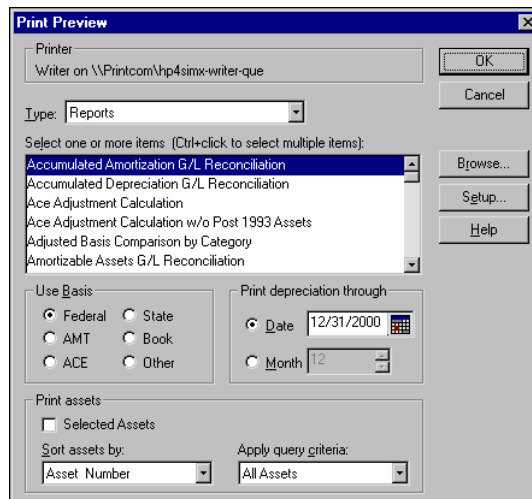 Print Preview
Printer
Writer on \\Printcom\hp4simx-writer-que
OK
Cancel
Type: Reports
Select one or more items (Ctrl+click to select multiple items):
Accumulated Amortization G/L Reconciliation
Accumulated Depreciation G/L Reconciliation
Ace Adjustment Calculation
Ace Adjustment Calculation w/o Post 1993 Assets
Adjusted Basis Comparison by Category
Amortizable Assets G/L Reconciliation
Browse...
Setup...
Help
Use Basis
Federal State
AMT Book
ACE Other
Print depreciation through
Date 12/31/2000
Month 12
Print assets
Selected Assets
Sort assets by: Apply query criteria:
Asset Number All Assets